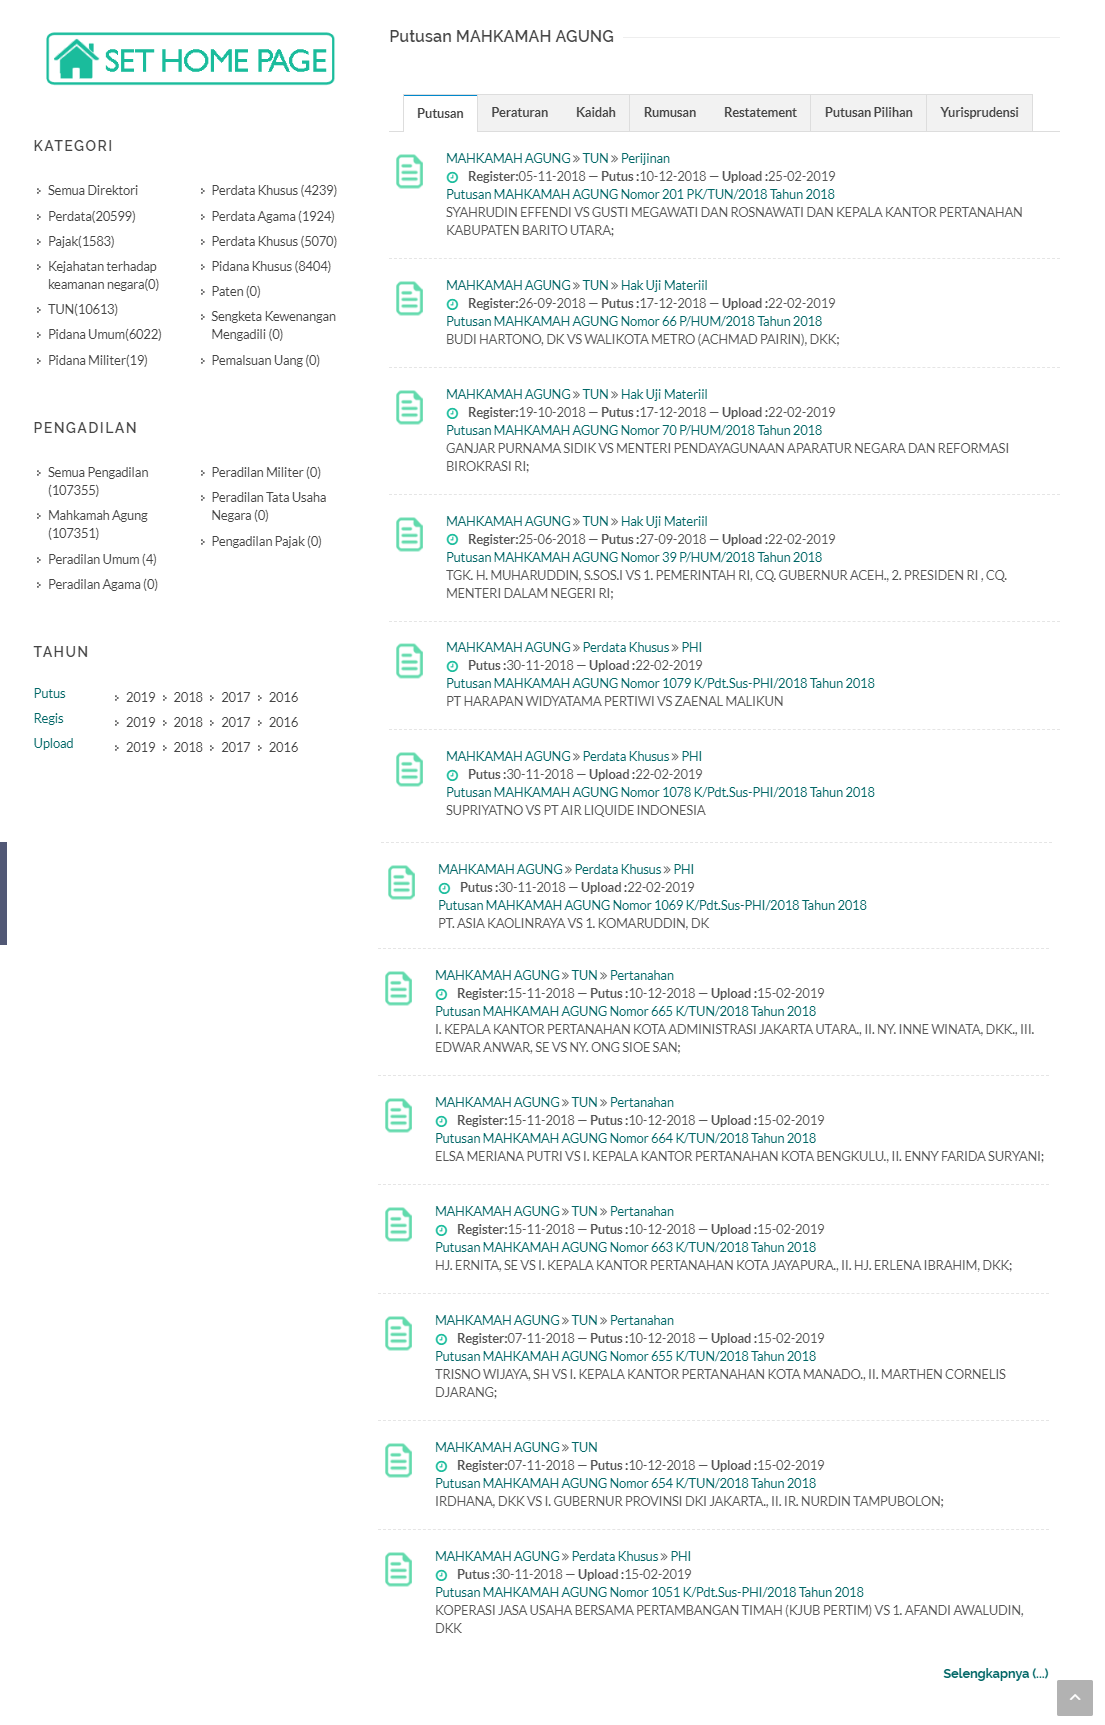 SET HOME PAGE
KATEGORI
Semua Direktori
Perdata(20599)
Pajak(1583)
Kejahatan terhadap
keamanan negara(0)
TUN(10613)
Pidana Umum(6022)
Pidana Militer(19)
Perdata Khusus (4239)
Perdata Agama (1924)
Perdata Khusus (5070)
Pidana Khusus (8404)
Paten (0)
Sengketa Kewenangan
Mengadili (0)
Pemalsuan Uang (0)
PENGADILAN
Semua Pengadilan
(107355)
Mahkamah Agung
(107351)
Peradilan Umum (4)
Peradilan Agama (0)
Peradilan Militer (0)
Peradilan Tata Usaha
Negara (0)
Pengadilan Pajak (0)
TAHUN
Putus 2019 2018 2017 2016
Regis 2019 2018 2017 2016
Upload 2019 2018 2017 2016
Putusan MAHKAMAH AGUNG
Putusan Peraturan Kaidah Rumusan Restatement Putusan Pilihan Yurisprudensi
MAHKAMAH AGUNG » TUN » Perijinan
Register:05-11-2018 — Putus :10-12-2018 — Upload :25-02-2019
Putusan MAHKAMAH AGUNG Nomor 201 PK/TUN/2018 Tahun 2018
SYAHRUDIN EFFENDI VS GUSTI MEGAWATI DAN ROSNAWATI DAN KEPALA KANTOR PERTANAHAN
KABUPATEN BARITO UTARA;
MAHKAMAH AGUNG » TUN » Hak Uji Materiil
Register:26-09-2018 — Putus :17-12-2018 — Upload :22-02-2019
Putusan MAHKAMAH AGUNG Nomor 66 P/HUM/2018 Tahun 2018
BUDI HARTONO, DK VS WALIKOTA METRO (ACHMAD PAIRIN), DKK;
MAHKAMAH AGUNG » TUN » Hak Uji Materiil
Register:19-10-2018 — Putus :17-12-2018 — Upload :22-02-2019
Putusan MAHKAMAH AGUNG Nomor 70 P/HUM/2018 Tahun 2018
GANJAR PURNAMA SIDIK VS MENTERI PENDAYAGUNAAN APARATUR NEGARA DAN REFORMASI
BIROKRASI RI;
MAHKAMAH AGUNG » TUN » Hak Uji Materiil
Register:25-06-2018 — Putus :27-09-2018 — Upload :22-02-2019
Putusan MAHKAMAH AGUNG Nomor 39 P/HUM/2018 Tahun 2018
TGK. H. MUHARUDDIN, S.SOS.I VS 1. PEMERINTAH RI, CQ. GUBERNUR ACEH., 2. PRESIDEN RI , CQ.
MENTERI DALAM NEGERI RI;
MAHKAMAH AGUNG » Perdata Khusus » PHI
Putus :30-11-2018 — Upload :22-02-2019
Putusan MAHKAMAH AGUNG Nomor 1079 K/Pdt.Sus-PHI/2018 Tahun 2018
PT HARAPAN WIDYATAMA PERTIWI VS ZAENAL MALIKUN
MAHKAMAH AGUNG » Perdata Khusus » PHI
Putus :30-11-2018 — Upload :22-02-2019
Putusan MAHKAMAH AGUNG Nomor 1078 K/Pdt.Sus-PHI/2018 Tahun 2018
SUPRIYATNO VS PT AIR LIQUIDE INDONESIA
MAHKAMAH AGUNG » Perdata Khusus » PHI
Putus :30-11-2018 — Upload :22-02-2019
Putusan MAHKAMAH AGUNG Nomor 1069 K/Pdt.Sus-PHI/2018 Tahun 2018
PT. ASIA KAOLINRAYA VS 1. KOMARUDDIN, DK
MAHKAMAH AGUNG » TUN » Pertanahan
Register:15-11-2018 — Putus :10-12-2018 — Upload :15-02-2019
Putusan MAHKAMAH AGUNG Nomor 665 K/TUN/2018 Tahun 2018
I. KEPALA KANTOR PERTANAHAN KOTA ADMINISTRASI JAKARTA UTARA., II. NY. INNE WINATA, DKK., III.
EDWAR ANWAR, SE VS NY. ONG SIOE SAN;
MAHKAMAH AGUNG » TUN » Pertanahan
Register:15-11-2018 — Putus :10-12-2018 — Upload :15-02-2019
Putusan MAHKAMAH AGUNG Nomor 664 K/TUN/2018 Tahun 2018
ELSA MERIANA PUTRI VS I. KEPALA KANTOR PERTANAHAN KOTA BENGKULU., II. ENNY FARIDA SURYANI;
MAHKAMAH AGUNG » TUN » Pertanahan
Register:15-11-2018 — Putus :10-12-2018 — Upload :15-02-2019
Putusan MAHKAMAH AGUNG Nomor 663 K/TUN/2018 Tahun 2018
HJ. ERNITA, SE VS I. KEPALA KANTOR PERTANAHAN KOTA JAYAPURA., II. HJ. ERLENA IBRAHIM, DKK;
MAHKAMAH AGUNG » TUN » Pertanahan
Register:07-11-2018 — Putus :10-12-2018 — Upload :15-02-2019
Putusan MAHKAMAH AGUNG Nomor 655 K/TUN/2018 Tahun 2018
TRISNO WIJAYA, SH VS I. KEPALA KANTOR PERTANAHAN KOTA MANADO., II. MARTHEN CORNELIS
DJARANG;
MAHKAMAH AGUNG » TUN
Register:07-11-2018 — Putus :10-12-2018 — Upload :15-02-2019
Putusan MAHKAMAH AGUNG Nomor 654 K/TUN/2018 Tahun 2018
IRDHANA, DKK VS I. GUBERNUR PROVINSI DKI JAKARTA., II. IR. NURDIN TAMPUBOLON;
MAHKAMAH AGUNG » Perdata Khusus » PHI
Putus :30-11-2018 — Upload :15-02-2019
Putusan MAHKAMAH AGUNG Nomor 1051 K/Pdt.Sus-PHI/2018 Tahun 2018
KOPERASI JASA USAHA BERSAMA PERTAMBANGAN TIMAH (KJUB PERTIM) VS 1. AFANDI AWALUDIN,
DKK
Selengkapnya (...)